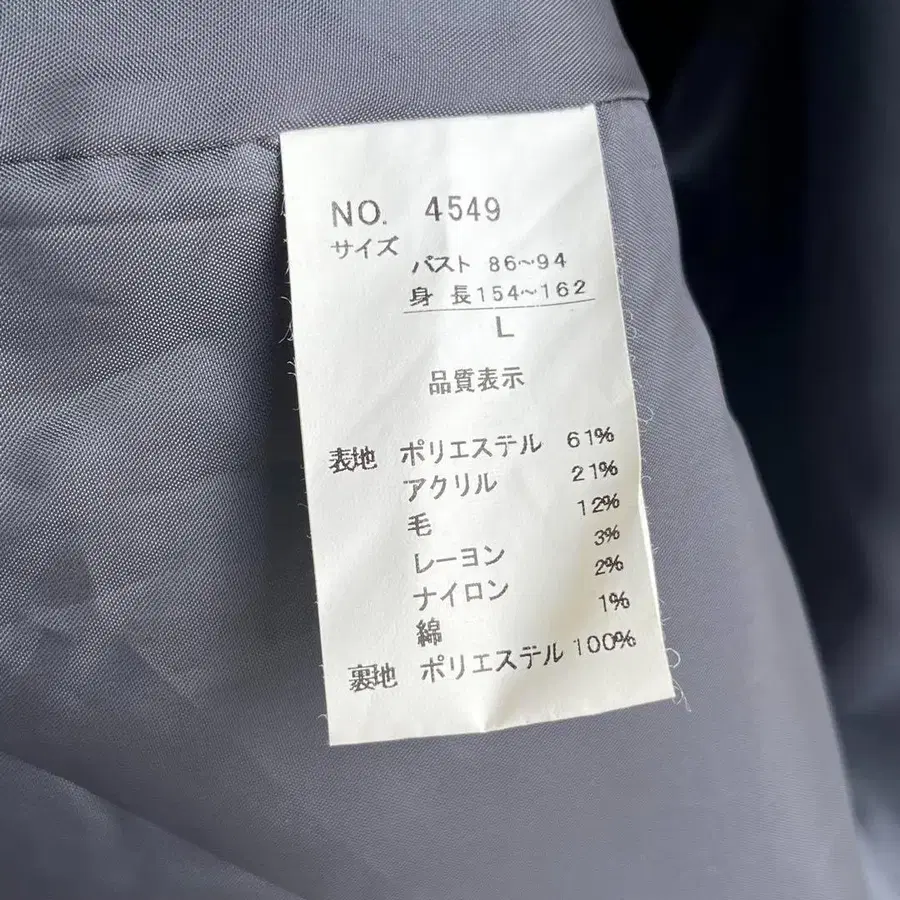 NO. 4549
サイズ バスト 86～94
身長154～162
L
品質表示
表地 ポリエステル 61%
アクリル 21%
毛 12%
レーヨン 3%
ナイロン 2%
綿 1%
裏地 ポリエステル 100%